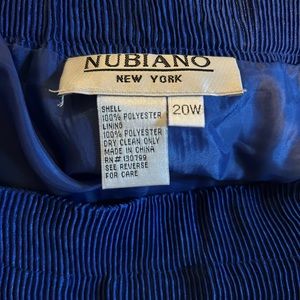 NUBIANO
NEW YORK
20W
SHELL
100% POLYESTER
LINING
100% POLYESTER
DRY CLEAN ONLY
MADE IN CHINA
RN# 130799
SEE REVERSE
FOR CARE